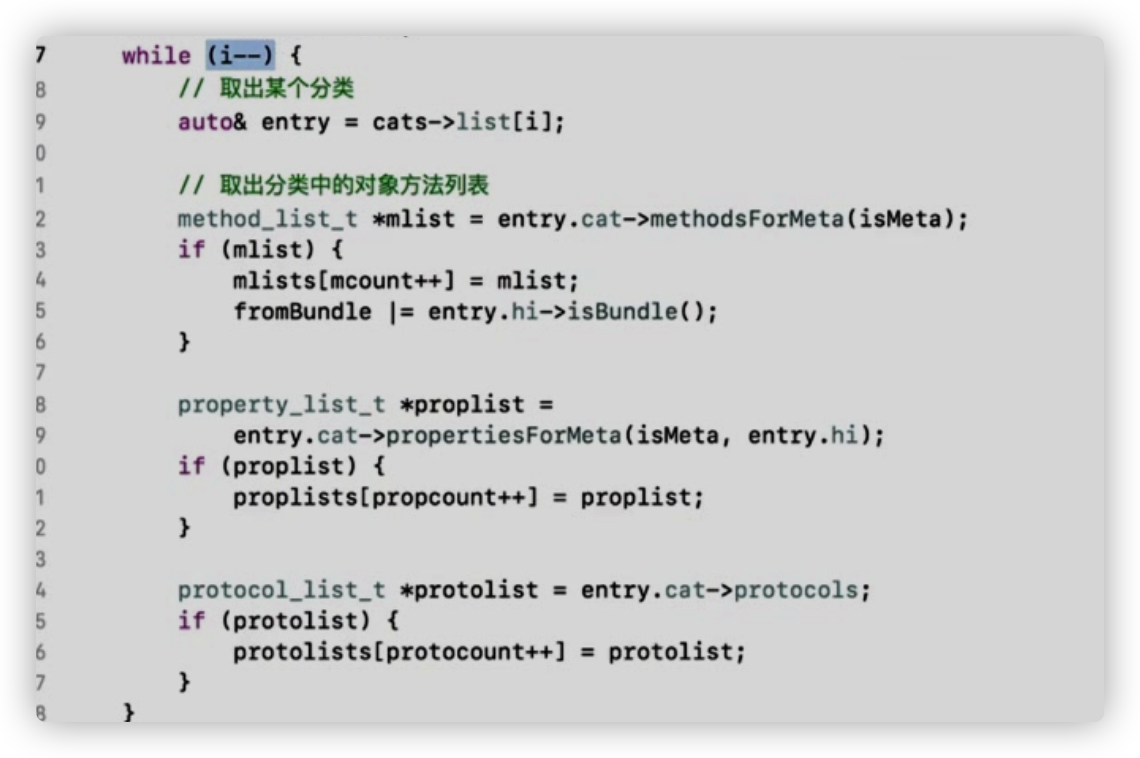 7 while (i--) {
8 // 取出某个分类
9 auto& entry = cats->list[i];
0
1 // 取出分类中的对象方法列表
2 method_list_t *mlist = entry.cat->methodsForMeta(isMeta);
3 if (mlist) {
4 mlists[mcount++] = mlist;
5 fromBundle |= entry.hi->isBundle();
6 }
7
8 property_list_t *proplist =
9 entry.cat->propertiesForMeta(isMeta, entry.hi);
0 if (proplist) {
1 proplists[propcount++] = proplist;
2 }
3
4 protocol_list_t *protolist = entry.cat->protocols;
5 if (protolist) {
6 protolists[protocount++] = protolist;
7 }
8 }